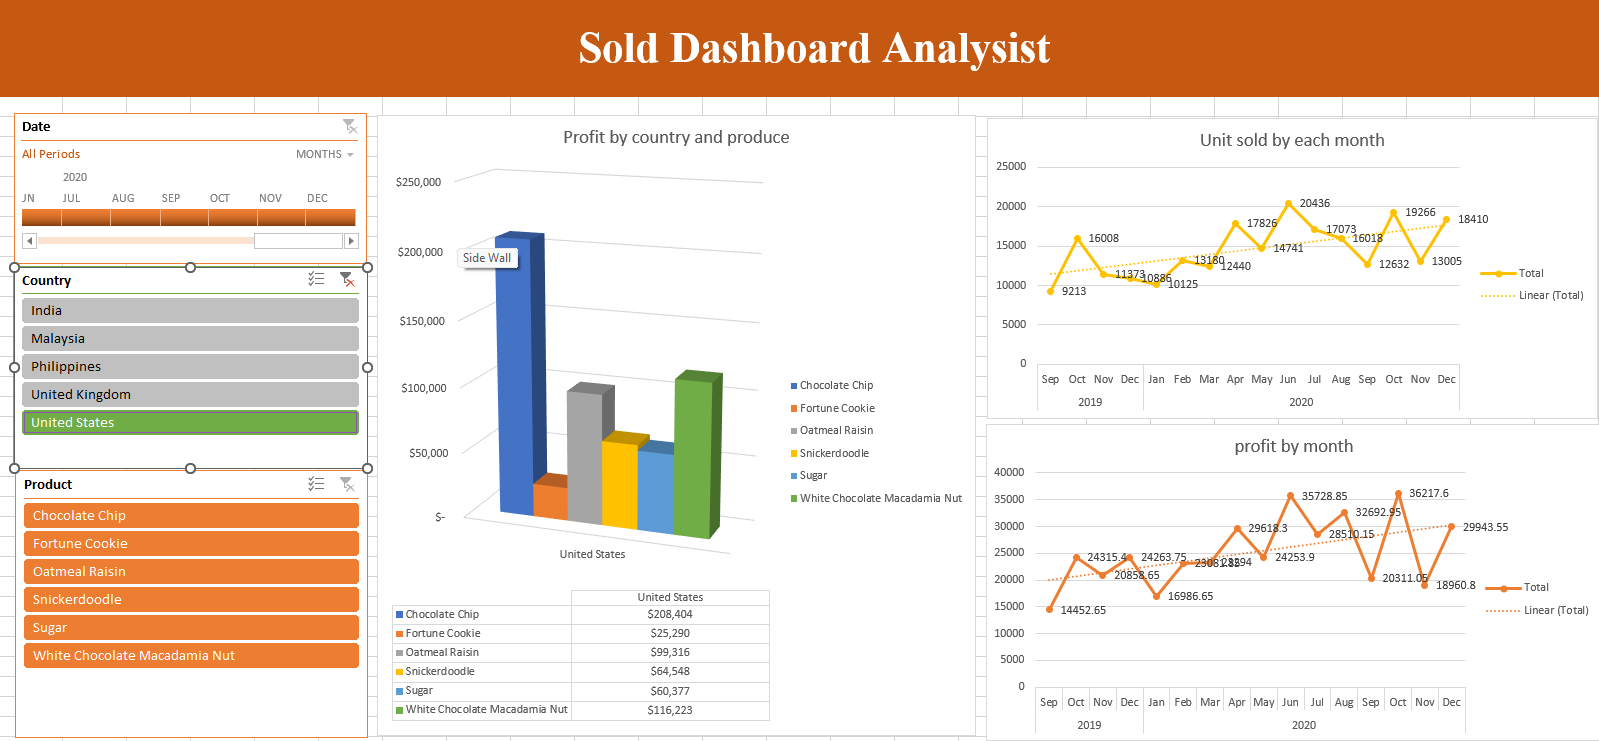 Sold Dashboard Analysist
Date
All Periods
MONTHS
2020
JN JUL AUG SEP OCT NOV DEC
Country
India
Malaysia
Philippines
United Kingdom
United States
Product
Chocolate Chip
Fortune Cookie
Oatmeal Raisin
Snickerdoodle
Sugar
White Chocolate Macadamia Nut
Profit by country and produce
$250,000
$200,000
Side Wall
$150,000
$100,000
$50,000
$-
United States
Chocolate Chip
Fortune Cookie
Oatmeal Raisin
Snickerdoodle
Sugar
White Chocolate Macadamia Nut
United States
Chocolate Chip $208,404
Fortune Cookie $25,290
Oatmeal Raisin $99,316
Snickerdoodle $64,548
Sugar $60,377
White Chocolate Macadamia Nut $116,223
Unit sold by each month
25000
20000
15000
10000
5000
0
9213 16008 11373 10886 10125 13180 12440 17826 14741 20436 17073 16018 12632 19266 13005 18410
Sep Oct Nov Dec Jan Feb Mar Apr May Jun Jul Aug Sep Oct Nov Dec
2019 2020
Total
Linear (Total)
profit by month
40000
35000
30000
25000
20000
15000
10000
5000
0
14452.65 24315.4 20858.65 24263.75 16986.65 29618.3 24253.9 35728.85 28510.15 32692.95 20311.05 36217.6 18960.8 29943.55
Sep Oct Nov Dec Jan Feb Mar Apr May Jun Jul Aug Sep Oct Nov Dec
2019 2020
Total
Linear (Total)